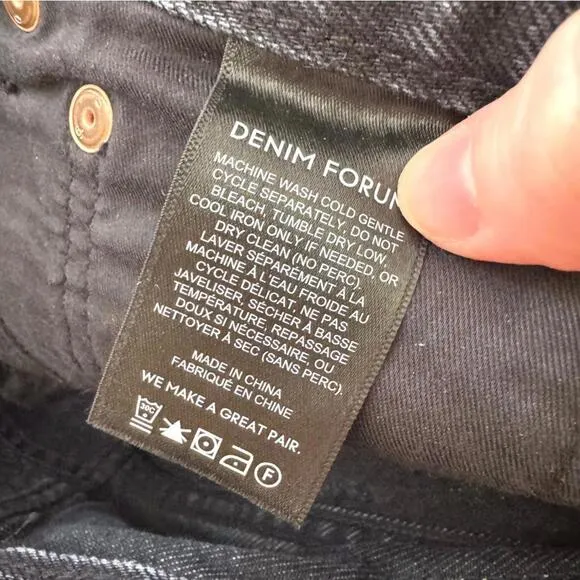 DENIM FORUM
MACHINE WASH COLD GENTLE
CYCLE SEPARATELY, DO NOT
BLEACH, TUMBLE DRY LOW,
COOL IRON ONLY IF NEEDED, OR
DRY CLEAN (NO PERC).
LAVER SÉPARÉMENT À LA
MACHINE À L'EAU FROIDE AU
CYCLE DÉLICAT, NE PAS
JAVELISER, SÉCHER À BASSE
TEMPÉRATURE, REPASSAGE
DOUX SI NÉCESSAIRE, OU
NETTOYER À SEC (SANS PERC).
MADE IN CHINA
FABRIQUÉ EN CHINE
WE MAKE A GREAT PAIR.
30C F